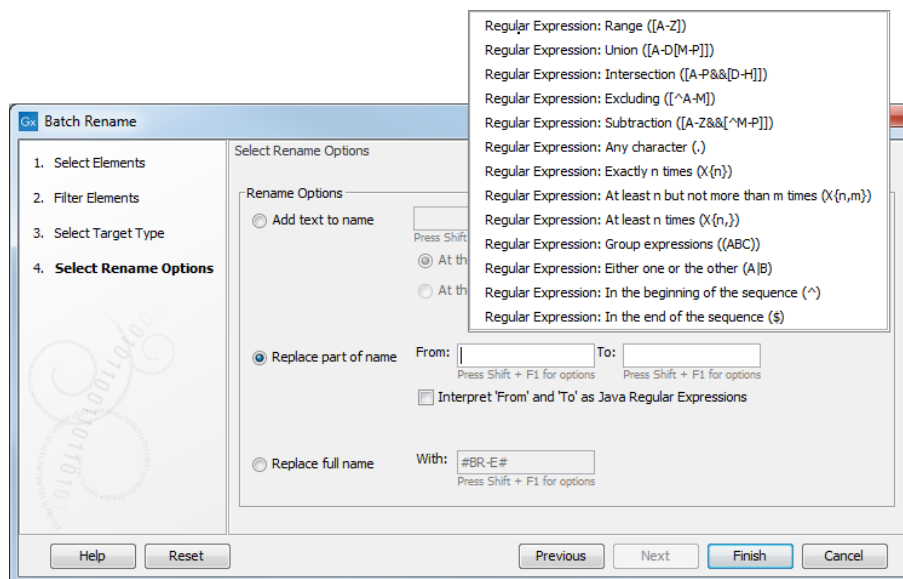 Regular Expression: Range ([A-Z])
Regular Expression: Union ([A-D[M-P]])
Regular Expression: Intersection ([A-P&&[D-H]])
Regular Expression: Excluding ([^A-M])
Regular Expression: Subtraction ([A-Z&&[^M-P]])
Regular Expression: Any character (.)
Regular Expression: Exactly n times (X{n})
Regular Expression: At least n but not more than m times (X{n,m})
Regular Expression: At least n times (X{n,})
Regular Expression: Group expressions ((ABC))
Regular Expression: Either one or the other (A|B)
Regular Expression: In the beginning of the sequence (^)
Regular Expression: In the end of the sequence ($)
Gx Batch Rename
1. Select Elements
2. Filter Elements
3. Select Target Type
4. Select Rename Options
Select Rename Options
Rename Options
Add text to name
Press Shift
At the
At the
Replace part of name From: To:
Press Shift + F1 for options Press Shift + F1 for options
Interpret 'From' and 'To' as Java Regular Expressions
Replace full name With: #BR-E#
Press Shift + F1 for options
Help Reset Previous Next Finish Cancel